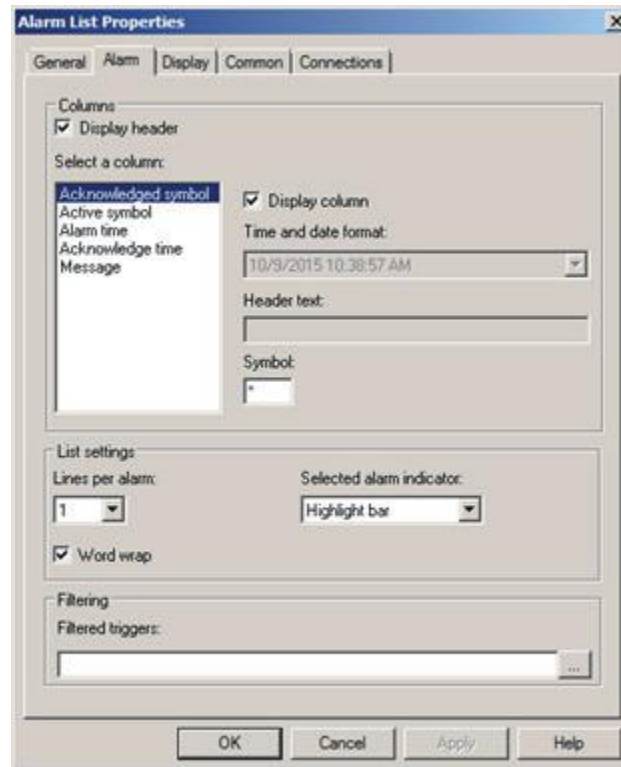 Alarm List Properties
General Alarm Display Common Connections
Columns
Display header
Select a column:
Acknowledged symbol
Active symbol
Alarm time
Acknowledge time
Message
Display column
Time and date format:
10/9/2015 10:38:57 AM
Header text:
Symbol:
*
List settings
Lines per alarm:
1
Selected alarm indicator:
Highlight bar
Word wrap
Filtering
Filtered triggers:
...
OK Cancel Apply Help